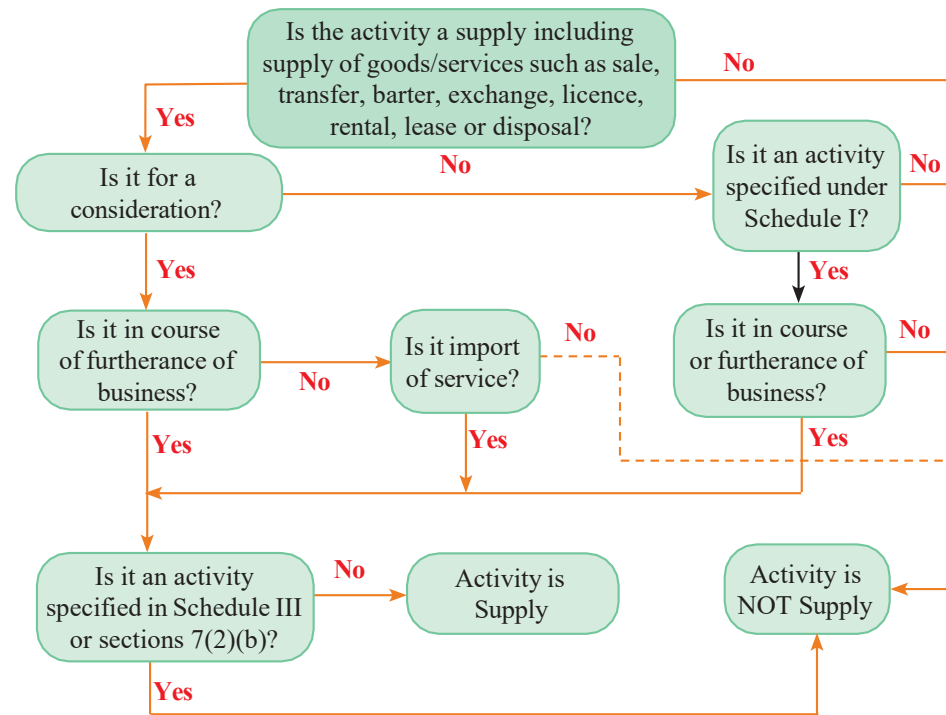 Is the activity a supply including
supply of goods/services such as sale,
transfer, barter, exchange, licence,
rental, lease or disposal?
No
Yes
Is it for a
consideration?
No
Is it an activity
specified under
Schedule I?
No
Yes
Yes
Is it in course
of furtherance of
business?
No
Is it import
of service?
No
Is it in course
or furtherance of
business?
No
Yes
Yes
Yes
Is it an activity
specified in Schedule III
or sections 7(2)(b)?
No
Activity is
Supply
Activity is
NOT Supply
Yes